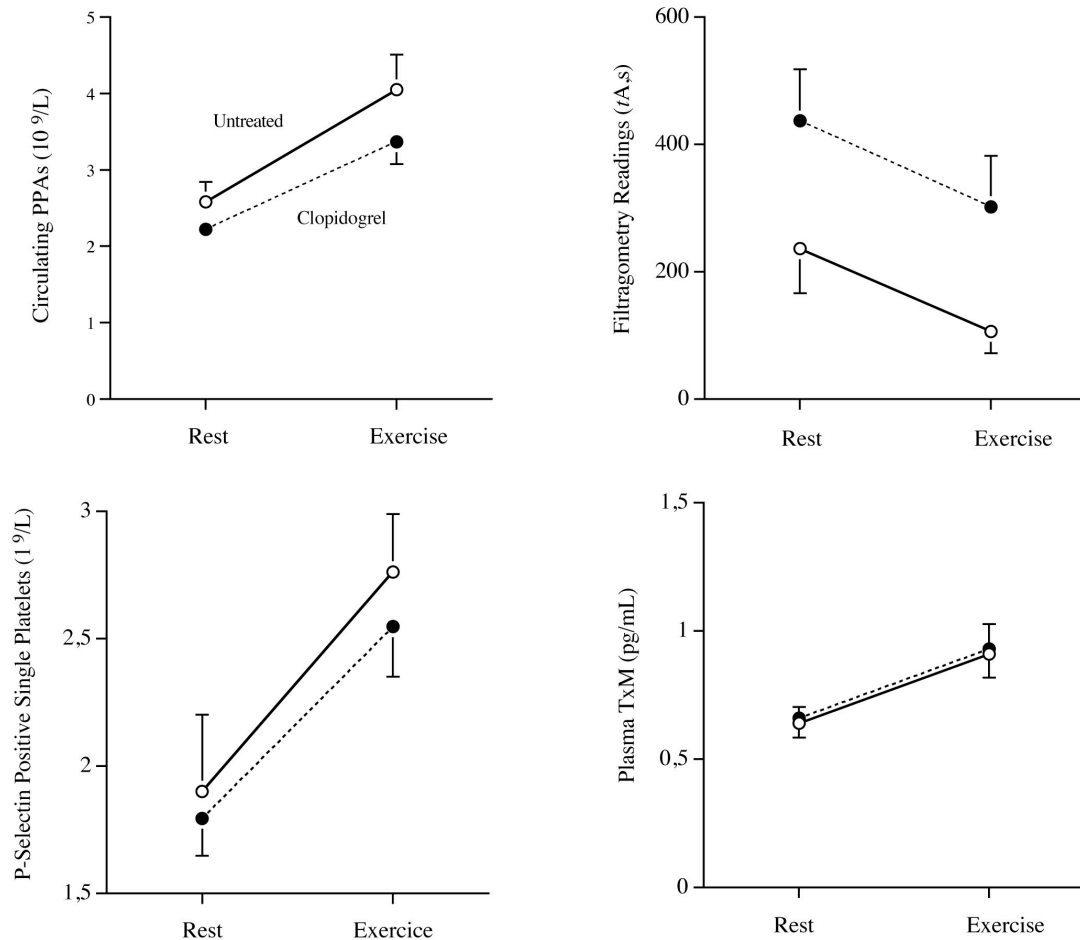 5
4
3
2
1
0
Circulating PPAs (10 9/L)
Untreated
Clopidogrel
Rest
Exercise
600
400
200
0
Filtragometry Readings (tA,s)
Rest
Exercise
3
2,5
2
1,5
P-Selectin Positive Single Platelets (1 9/L)
Rest
Exercice
1,5
1
0,5
0
Plasma TxM (pg/mL)
Rest
Exercise